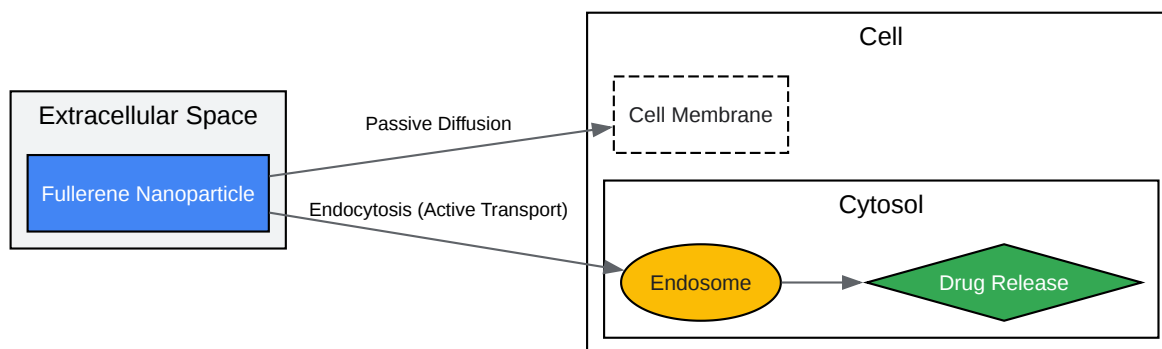 Extracellular Space
Fullerene Nanoparticle
Passive Diffusion
Endocytosis (Active Transport)
Cell
Cell Membrane
Cytosol
Endosome
Drug Release